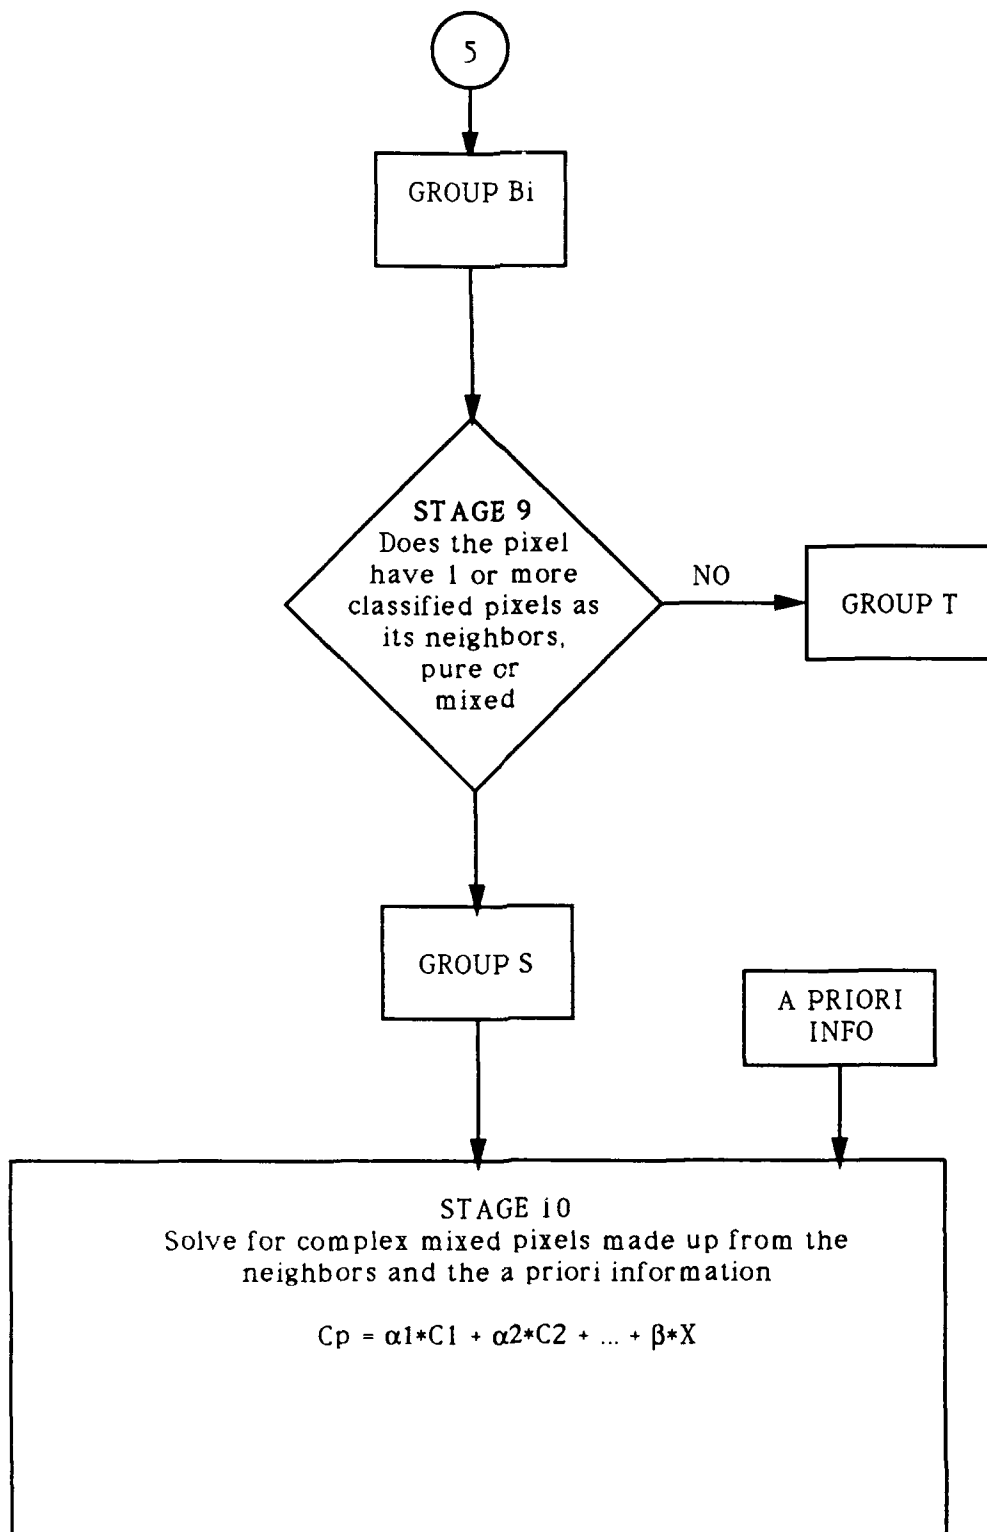 5
GROUP Bi
STAGE 9
Does the pixel
have 1 or more
classified pixels as
its neighbors,
pure or
mixed
NO
GROUP T
GROUP S
A PRIORI
INFO
STAGE 10
Solve for complex mixed pixels made up from the
neighbors and the a priori information
Cp = α1*C1 + α2*C2 + ... + β*X